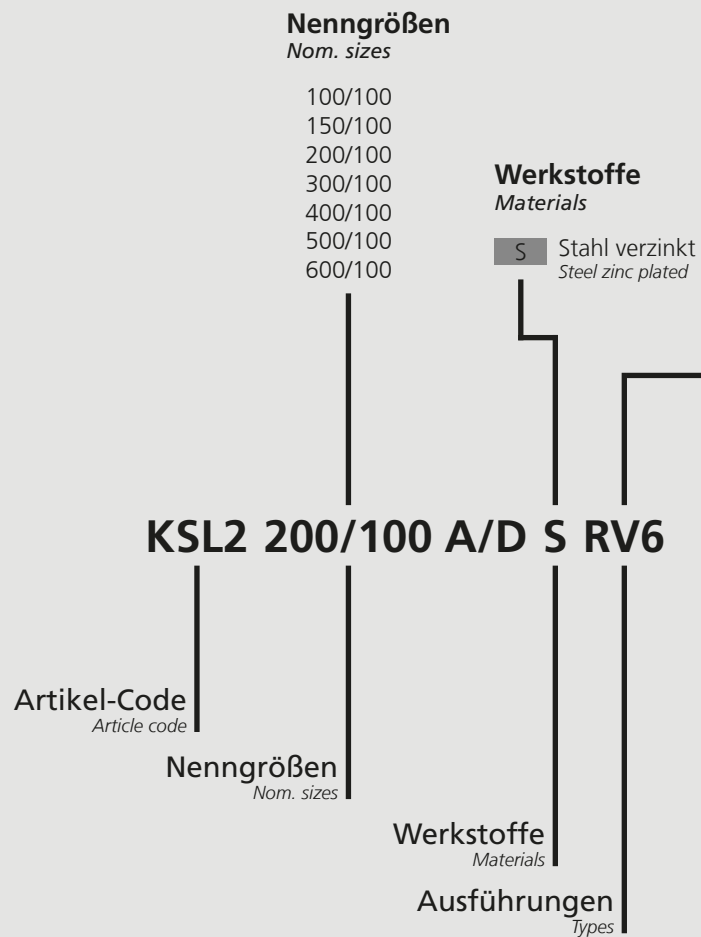 Nenngrößen
Nom. sizes
100/100
150/100
200/100
300/100
400/100
500/100
600/100
Werkstoffe
Materials
S Stahl verzinkt
Steel zinc plated
KSL2 200/100 A/D S RV6
Artikel-Code
Article code
Nenngrößen
Nom. sizes
Werkstoffe
Materials
Ausführungen
Types